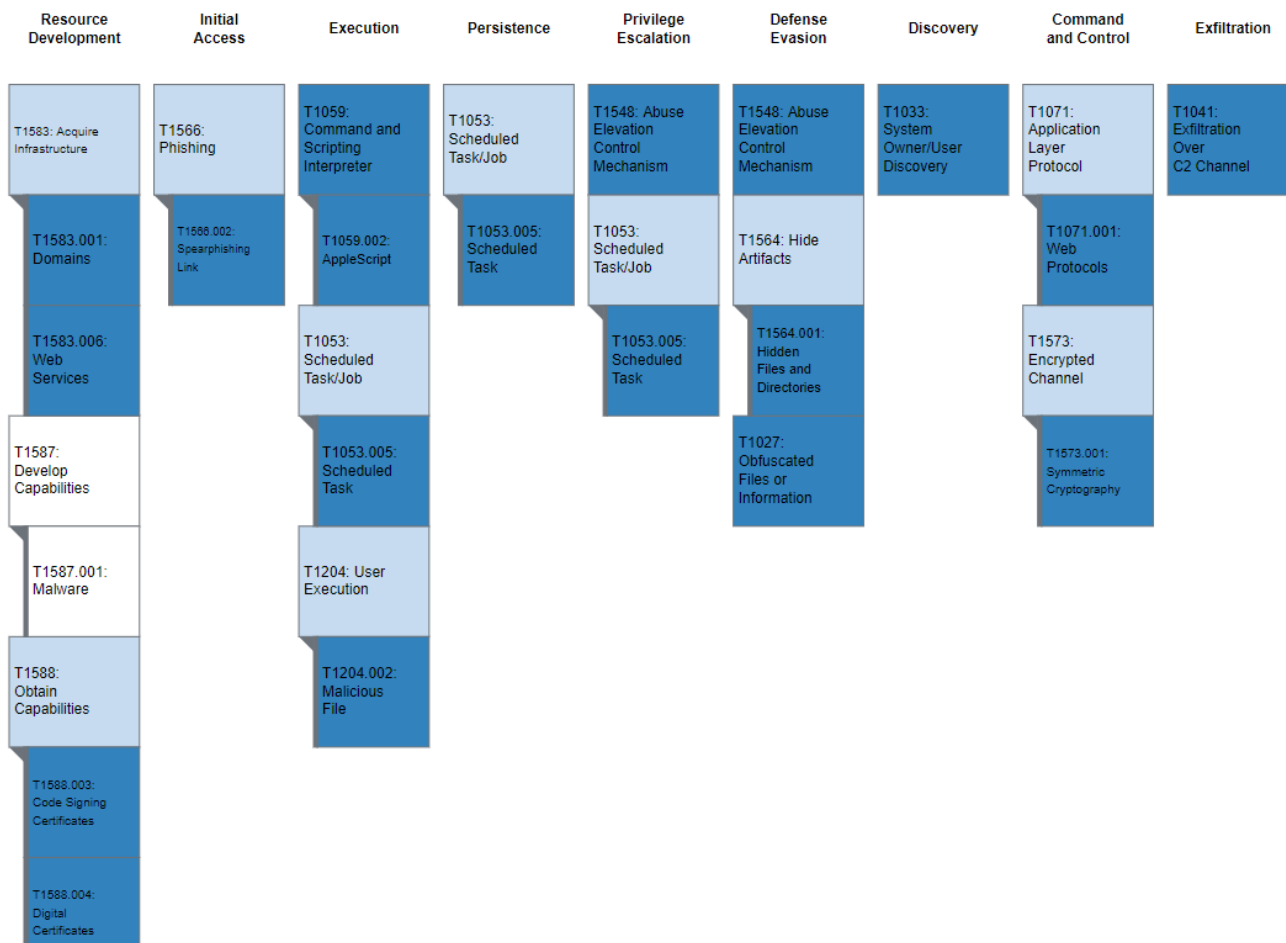 Resource
Development
Initial
Access
Execution
Persistence
Privilege
Escalation
Defense
Evasion
Discovery
Command
and Control
Exfiltration
T1583: Acquire
Infrastructure
T1583.001:
Domains
T1583.006:
Web
Services
T1587:
Develop
Capabilities
T1587.001:
Malware
T1588:
Obtain
Capabilities
T1588.003:
Code Signing
Certificates
T1588.004:
Digital
Certificates
T1566:
Phishing
T1566.002:
Spearphishing
Link
T1059:
Command and
Scripting
Interpreter
T1059.002:
AppleScript
T1053:
Scheduled
Task/Job
T1053.005:
Scheduled
Task
T1204: User
Execution
T1204.002:
Malicious
File
T1053:
Scheduled
Task/Job
T1053.005:
Scheduled
Task
T1548: Abuse
Elevation
Control
Mechanism
T1053:
Scheduled
Task/Job
T1053.005:
Scheduled
Task
T1548: Abuse
Elevation
Control
Mechanism
T1564: Hide
Artifacts
T1564.001:
Hidden
Files and
Directories
T1027:
Obfuscated
Files or
Information
T1033:
System
Owner/User
Discovery
T1071:
Application
Layer
Protocol
T1071.001:
Web
Protocols
T1573:
Encrypted
Channel
T1573.001:
Symmetric
Cryptography
T1041:
Exfiltration
Over
C2 Channel